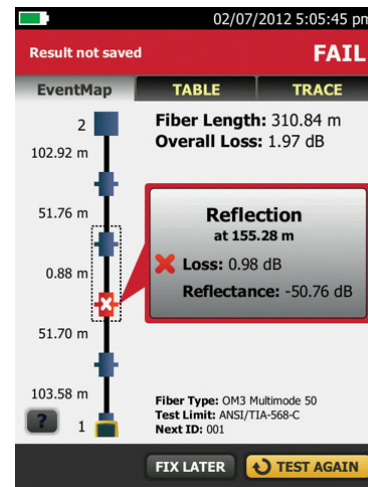 02/07/2012 5:05:45 pm
Result not saved
FAIL
EventMap
TABLE
TRACE
2
Fiber Length: 310.84 m
Overall Loss: 1.97 dB
102.92 m
51.76 m
Reflection
at 155.28 m
Loss: 0.98 dB
Reflectance: -50.76 dB
0.88 m
51.70 m
103.58 m
Fiber Type: OM3 Multimode 50
Test Limit: ANSI/TIA-568-C
Next ID: 001
?
1
FIX LATER
TEST AGAIN